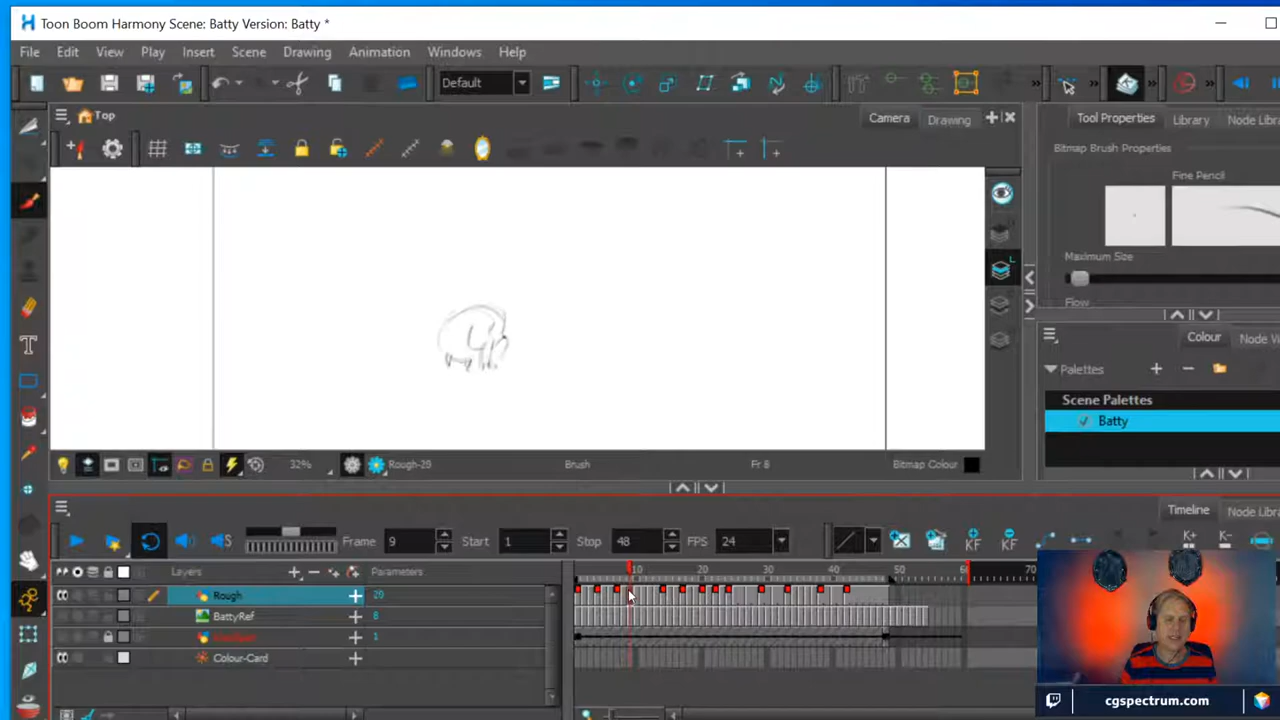 Toon Boom Harmony Scene: Batty Version: Batty *
File Edit View Play Insert Scene Drawing Animation Windows Help
Default
Top
Camera Drawing
Tool Properties Library Node Libra
Bitmap Brush Properties
Fine Pencil
Maximum Size
Flow
Colour Node Vi
Palettes
Scene Palettes
Batty
32% Rough-20 Brush Fr 8 Bitmap Colour
Timeline Node Libra
Frame 9 Start 1 Stop 48 FPS 24
Layers Parameters
10 20 30 40 50 60 70
Rough 20
BattyRef 8
1
Colour-Card
cgspectrum.com